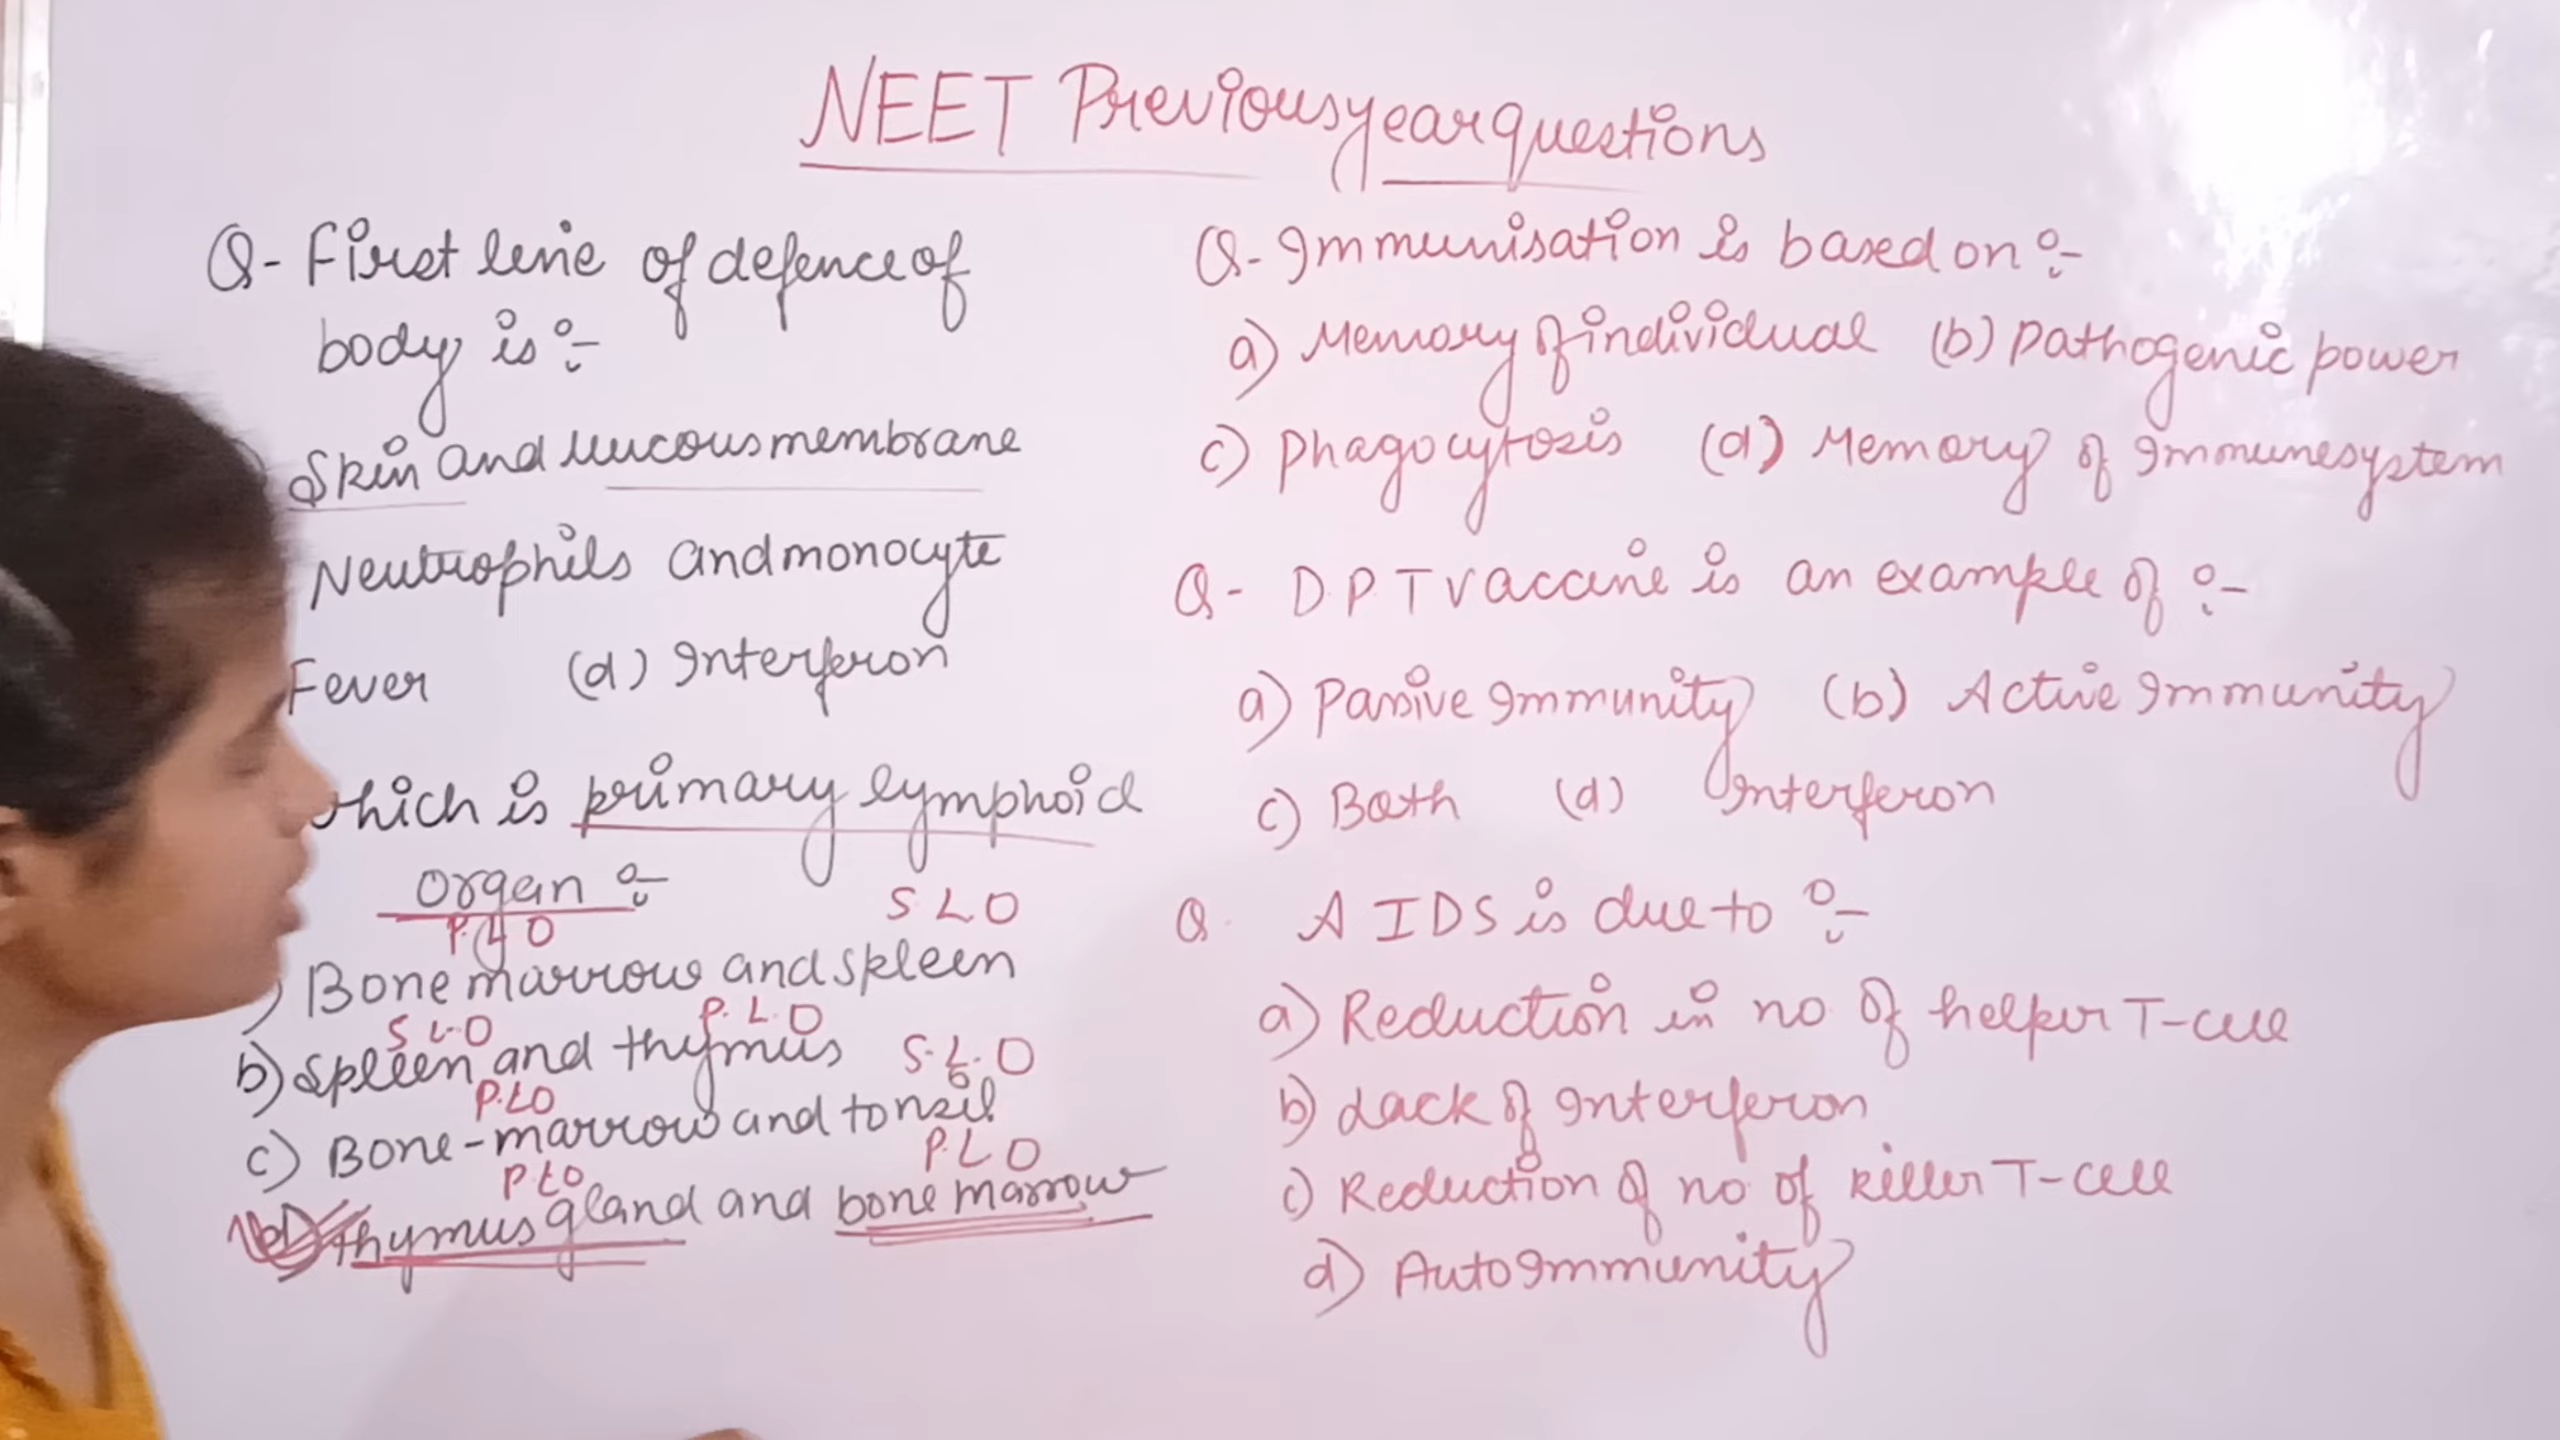 NEET Previous year questions
Q- First line of defence of
body is :-
Skin and mucous membrane
Neutrophils and monocyte
Fever (d) Interferon
which is primary lymphoid
organ :-
P.L.O S L O
) Bone marrow and spleen
S L.O P. L. O
b) Spleen and thymus S. L. O
P.L.O
c) Bone-marrow and tonsil
P.L.O P.L O
d) thymus gland and bone marrow
Q- Immunisation is based on :-
a) Memory of individual (b) Pathogenic power
c) Phagocytosis (d) Memory of Immune system
Q- D.P.T vaccine is an example of :-
a) Passive Immunity (b) Active Immunity
c) Both (d) Interferon
Q. AIDS is due to :-
a) Reduction in no of helper T-cell
b) Lack of Interferon
c) Reduction of no of killer T-cell
d) Auto Immunity